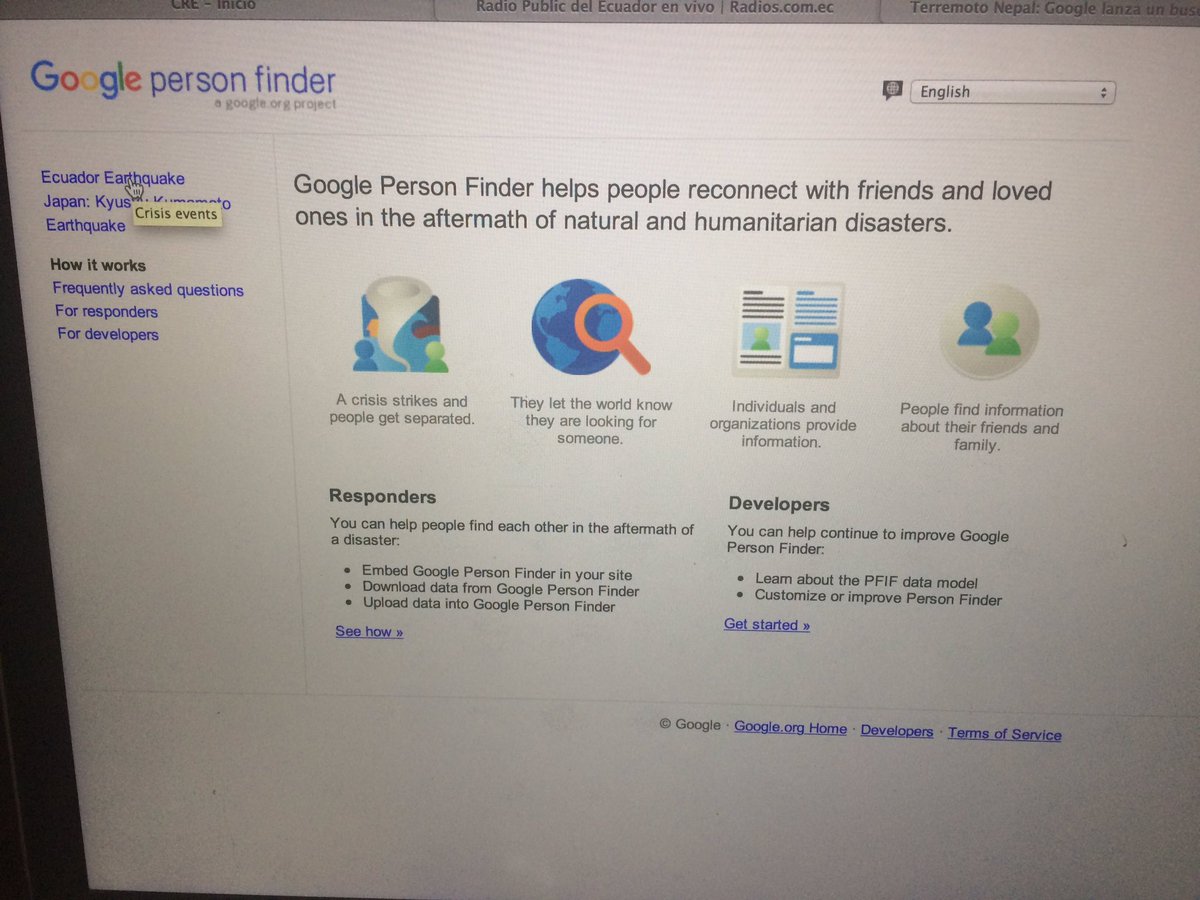 CRE - Inicio
Radio Public del Ecuador en vivo | Radios.com.ec
Terremoto Nepal: Google lanza un bus
Google person finder
a google.org project
English
Ecuador Earthquake
Japan: Kyushu Kumamoto
Earthquake
Crisis events
How it works
Frequently asked questions
For responders
For developers
Google Person Finder helps people reconnect with friends and loved
ones in the aftermath of natural and humanitarian disasters.
A crisis strikes and
people get separated.
They let the world know
they are looking for
someone.
Individuals and
organizations provide
information.
People find information
about their friends and
family.
Responders
You can help people find each other in the aftermath of
a disaster:
• Embed Google Person Finder in your site
• Download data from Google Person Finder
• Upload data into Google Person Finder
See how »
Developers
You can help continue to improve Google
Person Finder:
• Learn about the PFIF data model
• Customize or improve Person Finder
Get started »
© Google · Google.org Home · Developers · Terms of Service